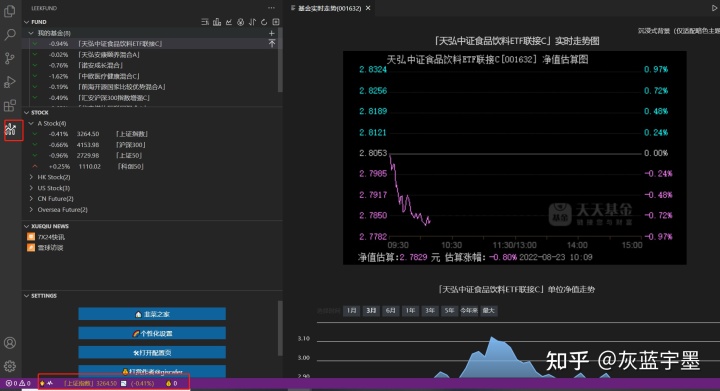 LEEKFUND
基金实时走势(001632)
FUND
我的基金(8)
-0.94% 「天弘中证食品饮料ETF联接C」
-0.02% 「天弘安康颐养混合A」
-0.76% 「诺安成长混合」
-1.62% 「中欧医疗健康混合C」
-0.19% 「前海开源国家比较优势混合A」
-0.49% 「汇安沪深300指数增强C」
STOCK
A Stock(4)
-0.41% 3264.50 「上证指数」
-0.66% 4153.98 「沪深300」
-0.96% 2729.98 「上证50」
+0.25% 1110.02 「科创50」
HK Stock(2)
US Stock(3)
CN Future(2)
Oversea Future(2)
XUEQIU NEWS
7X24快讯
雪球访谈
SETTINGS
韭菜之家
个性化设置
打开配置页
打赏作者@giscafer
0 0
「上证指数」 3264.50 (-0.41%) 0
沉浸式背景（仅适配暗色主题
「天弘中证食品饮料ETF联接C」实时走势图
天弘中证食品饮料ETF联接C[001632] 净值估算图
2.8324 0.97%
2.8256 0.72%
2.8189 0.48%
2.8121 0.24%
2.8053 0.00%
2.7985 -0.24%
2.7917 -0.48%
2.7850 -0.72%
2.7782 -0.97%
天天基金
09:30 10:30 11:30/13:00 14:00 15:00
净值估算:2.7829 元 估算涨幅:-0.80% 2022-08-23 10:09
「天弘中证食品饮料ETF联接C」单位净值走势
1月 3月 6月 1年 3年 5年 今年来 最大
3.10
3.00
2.90
知乎 @灰蓝宇墨